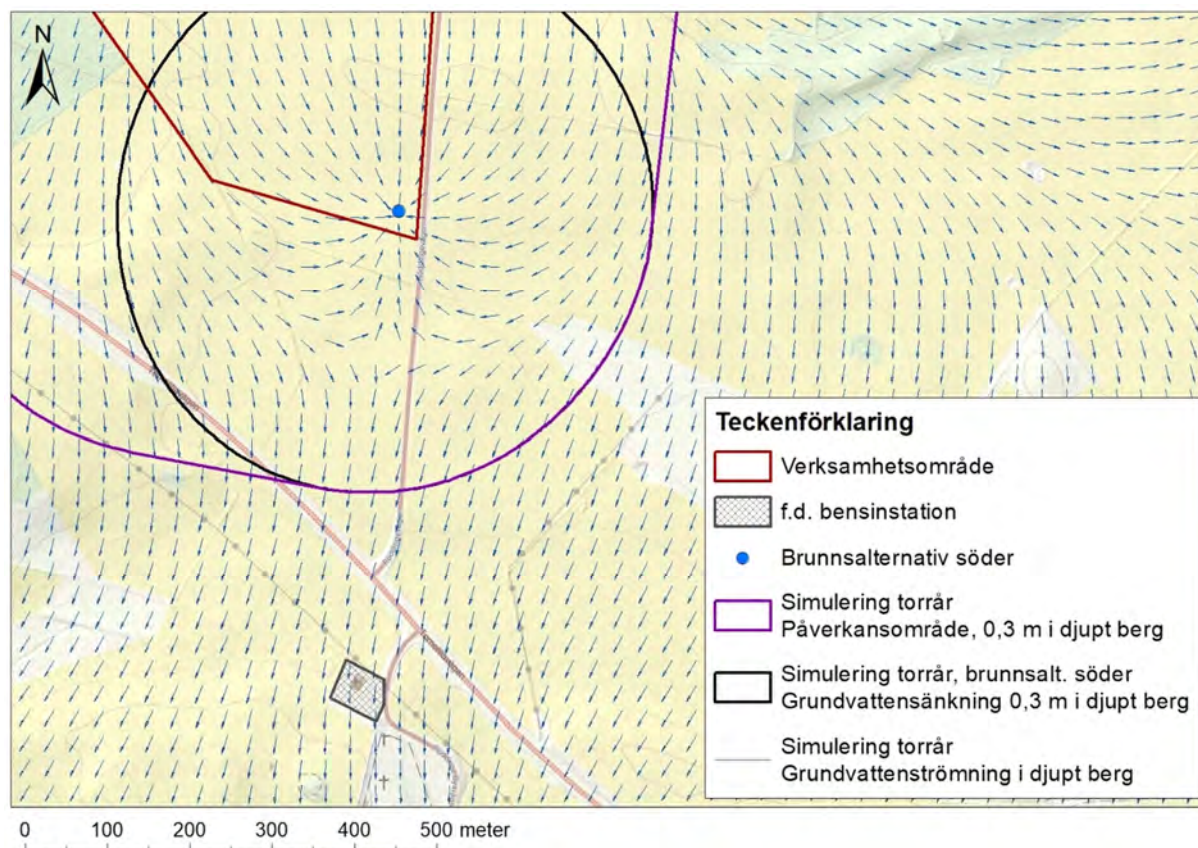 N
Teckenförklaring
Verksamhetsområde
f.d. bensinstation
Brunnsalternativ söder
Simulering torrår
Påverkansområde, 0,3 m i djupt berg
Simulering torrår, brunnsalt. söder
Grundvattensänkning 0,3 m i djupt berg
Simulering torrår
Grundvattenströmning i djupt berg
0 100 200 300 400 500 meter